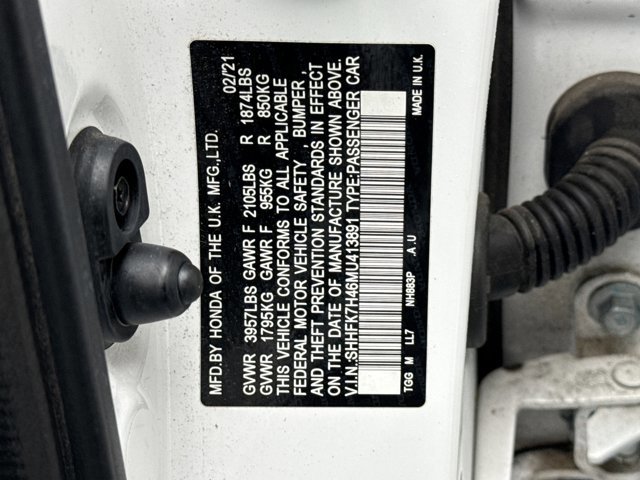 MFD.BY HONDA OF THE U.K. MFG.,LTD. 02/'21
GVWR 3957LBS GAWR F 2105LBS R 1874LBS
GVWR 1795KG GAWR F 955KG R 850KG
THIS VEHICLE CONFORMS TO ALL APPLICABLE
FEDERAL MOTOR VEHICLE SAFETY , BUMPER ,
AND THEFT PREVENTION STANDARDS IN EFFECT
ON THE DATE OF MANUFACTURE SHOWN ABOVE.
V.I.N.:SHHFK7H46MU413891 TYPE:PASSENGER CAR
TGG M LL7 NH883P .A.U MADE IN U.K.